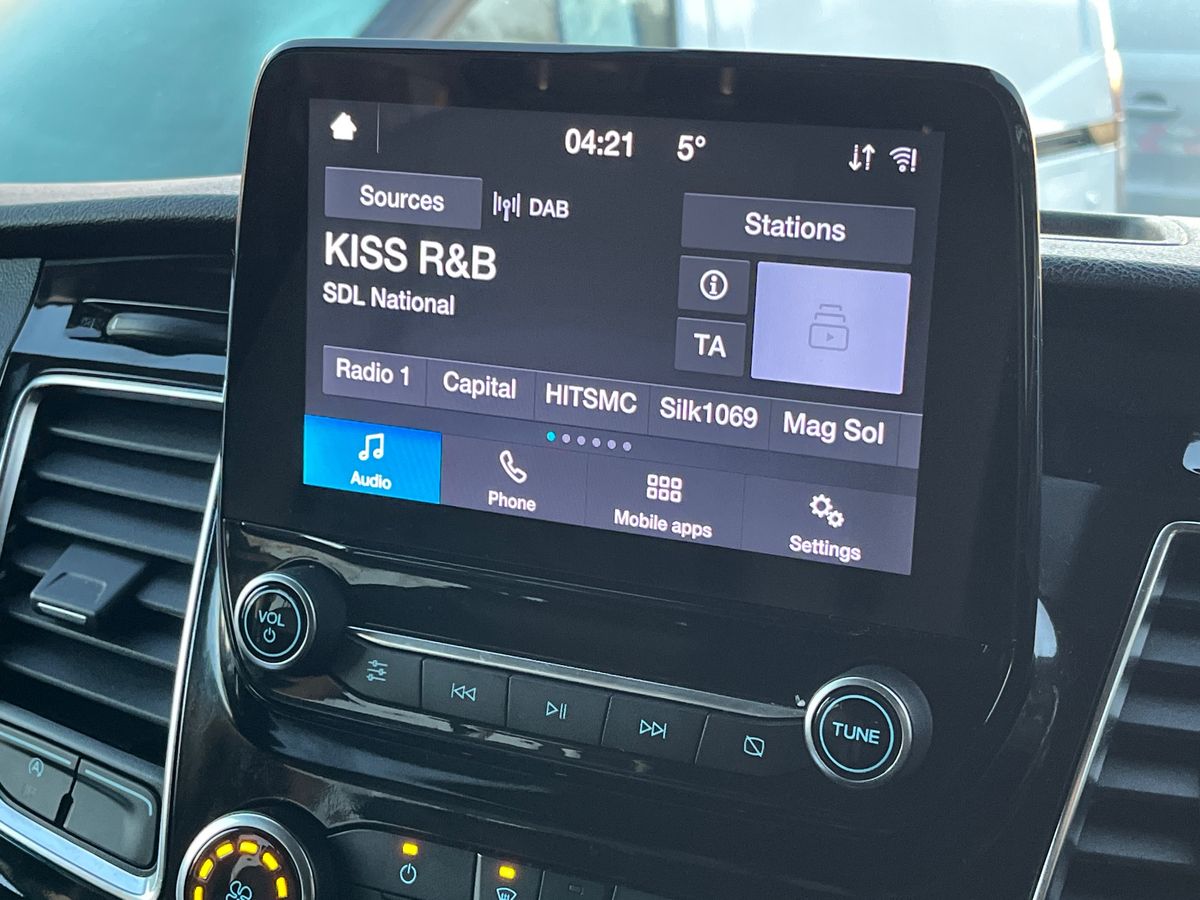 04:21 5°
Sources DAB
Stations
KISS R&B
SDL National
TA
Radio 1 Capital HITSMC Silk1069 Mag Sol
Audio Phone Mobile apps Settings
VOL
TUNE
A